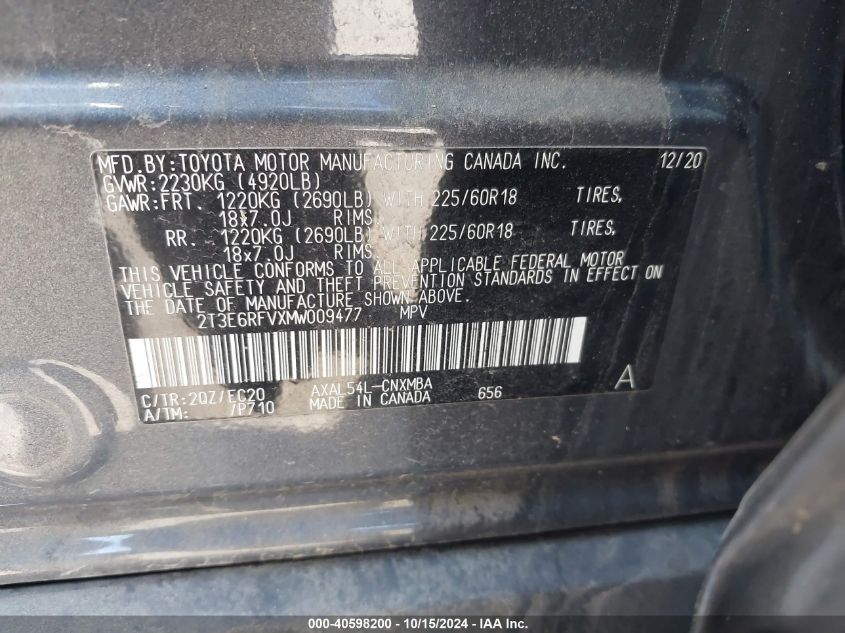 MFD.BY:TOYOTA MOTOR MANUFACTURING CANADA INC. 12/20
GVWR:2230KG (4920LB)
GAWR:FRT. 1220KG (2690LB) WITH 225/60R18 TIRES,
18x7.0J RIMS
RR. 1220KG (2690LB) WITH 225/60R18 TIRES,
18x7.0J RIMS
THIS VEHICLE CONFORMS TO ALL APPLICABLE FEDERAL MOTOR
VEHICLE SAFETY AND THEFT PREVENTION STANDARDS IN EFFECT ON
THE DATE OF MANUFACTURE SHOWN ABOVE.
2T3E6RFVXMW009477 MPV
C/TR:2QZ/EC20 AXAL54L-CNXMBA 656 A
A/TM: /P710 MADE IN CANADA
000-40598200 - 10/15/2024 - IAA Inc.